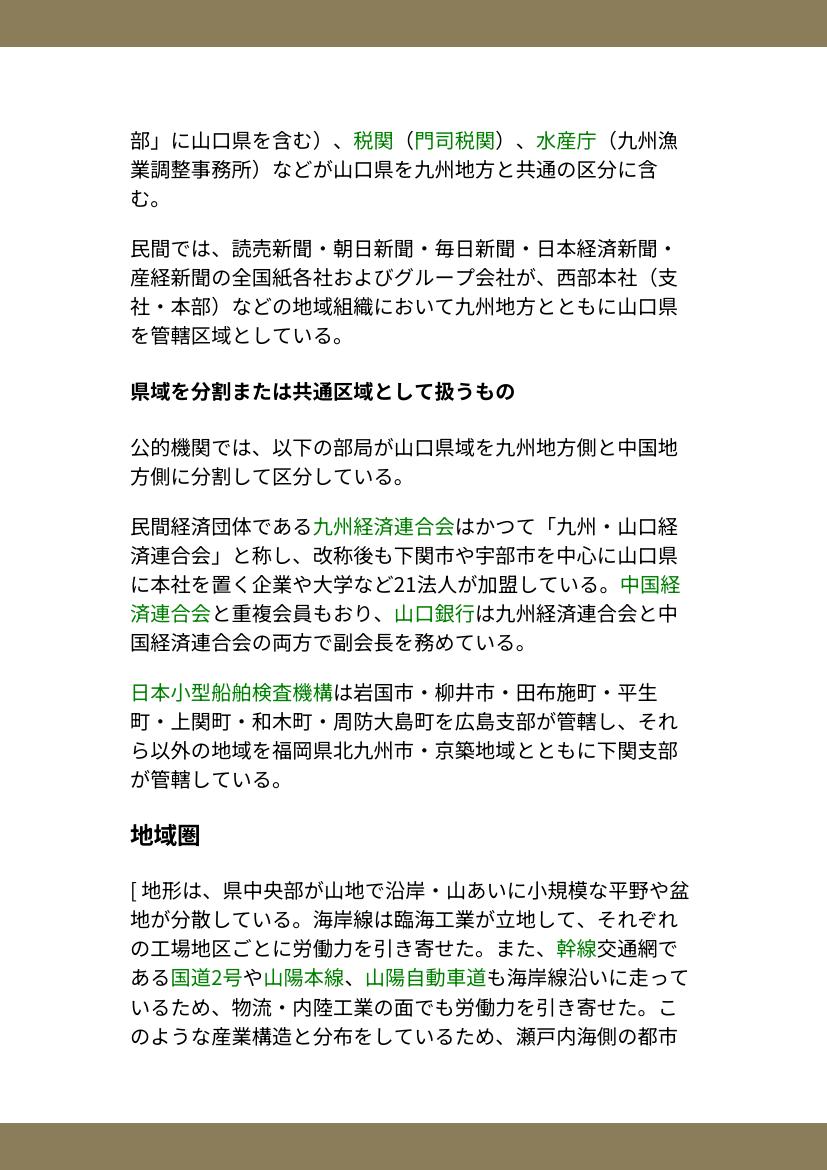 部」に山口県を含む）、税関（門司税関）、水産庁（九州漁
業調整事務所）などが山口県を九州地方と共通の区分に含
む。
民間では、読売新聞・朝日新聞・毎日新聞・日本経済新聞・
産経新聞の全国紙各社およびグループ会社が、西部本社（支
社・本部）などの地域組織において九州地方とともに山口県
を管轄区域としている。
県域を分割または共通区域として扱うもの
公的機関では、以下の部局が山口県域を九州地方側と中国地
方側に分割して区分している。
民間経済団体である九州経済連合会はかつて「九州・山口経
済連合会」と称し、改称後も下関市や宇部市を中心に山口県
に本社を置く企業や大学など21法人が加盟している。中国経
済連合会と重複会員もおり、山口銀行は九州経済連合会と中
国経済連合会の両方で副会長を務めている。
日本小型船舶検査機構は岩国市・柳井市・田布施町・平生
町・上関町・和木町・周防大島町を広島支部が管轄し、それ
ら以外の地域を福岡県北九州市・京築地域とともに下関支部
が管轄している。
地域圏
[ 地形は、県中央部が山地で沿岸・山あいに小規模な平野や盆
地が分散している。海岸線は臨海工業が立地して、それぞれ
の工場地区ごとに労働力を引き寄せた。また、幹線交通網で
ある国道2号や山陽本線、山陽自動車道も海岸線沿いに走って
いるため、物流・内陸工業の面でも労働力を引き寄せた。こ
のような産業構造と分布をしているため、瀬戸内海側の都市